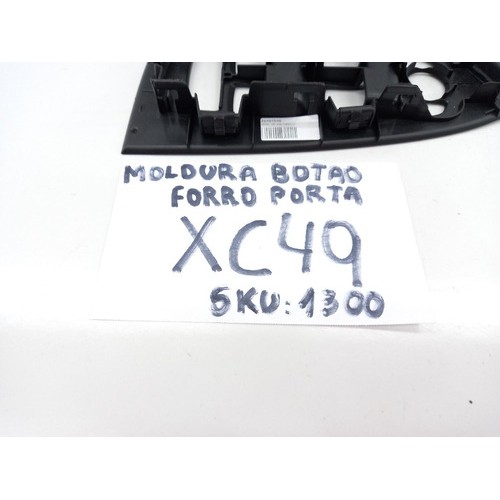 MOLDURA BOTAO
FORRO PORTA
XC49
SKU: 1300